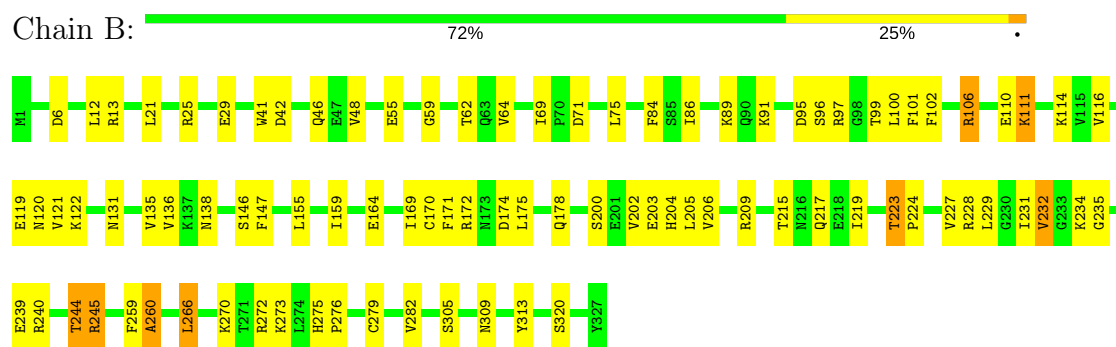 Chain B:
72% 25% •
M1 D6 L12 R13 L21 R25 E29 W41 D42 Q46 E47 V48 E55 G59 T62 Q63 V64 I69 P70 D71 L75 F84 S85 I86 K89 Q90 K91 D95 S96 R97 G98 T99 L100 F101 F102 R106 E110 K111 K114 V115 V116
E119 N120 V121 K122 N131 V135 V136 K137 N138 S146 F147 L155 I159 E164 I169 C170 F171 R172 N173 D174 L175 Q178 S200 E201 V202 E203 H204 L205 V206 R209 T215 N216 Q217 E218 I219 T223 P224 V227 R228 L229 G230 I231 V232 G233 K234 G235
E239 R240 T244 R245 F259 A260 L266 K270 T271 R272 K273 L274 H275 P276 C279 V282 S305 N309 Y313 S320 Y327